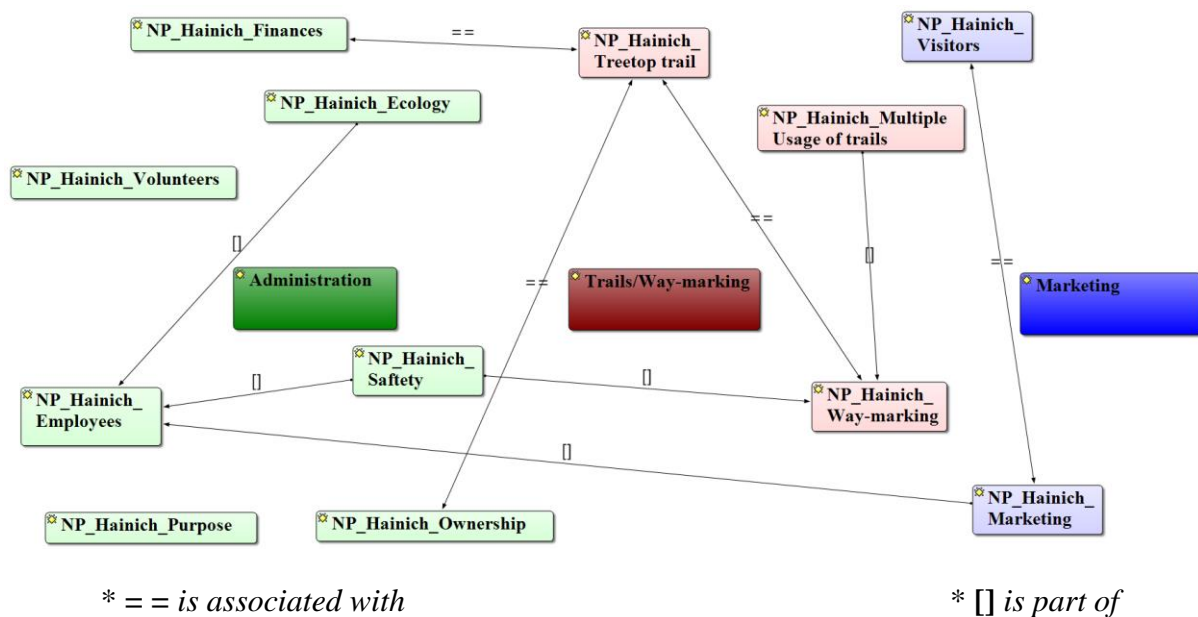 NP_Hainich_Finances
= =
NP_Hainich_
Treetop trail
NP_Hainich_
Visitors
NP_Hainich_Ecology
NP_Hainich_Multiple
Usage of trails
NP_Hainich_Volunteers
= =
[]
[]
Administration
= =
Trails/Way-marking
= =
Marketing
NP_Hainich_
Saftety
[]
[]
NP_Hainich_
Employees
NP_Hainich_
Way-marking
[]
NP_Hainich_Purpose
NP_Hainich_Ownership
NP_Hainich_
Marketing
* = = is associated with
* [] is part of